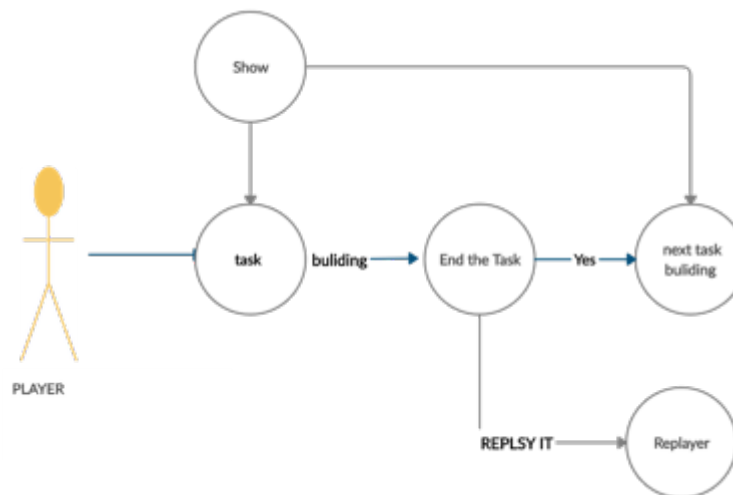 Show
task
buliding
End the Task
Yes
next task
buliding
PLAYER
REPLSY IT
Replayer